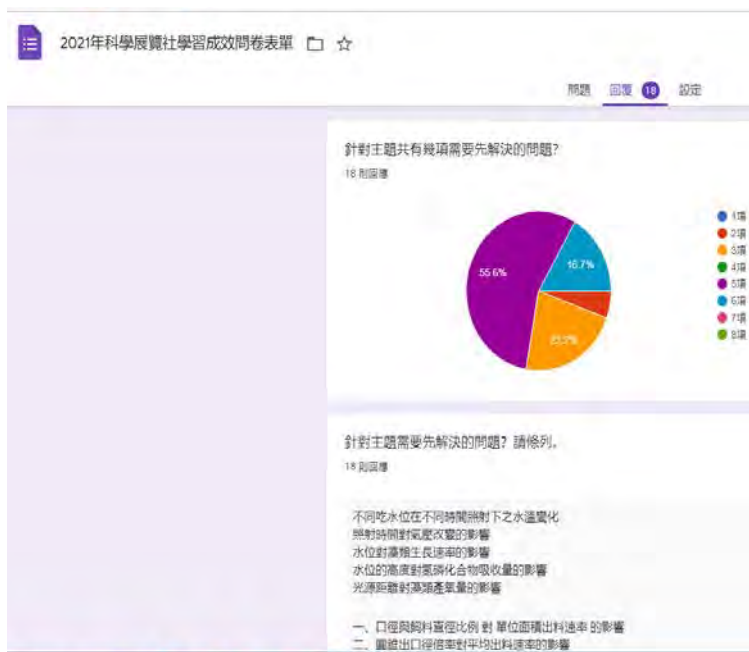 2021年科學展覽社學習成效問卷表單
問題 回覆 18 設定
針對主題共有幾項需要先解決的問題?
18 則回應
55.6%
16.7%
22.2%
1項
2項
3項
4項
5項
6項
7項
8項
針對主題需要先解決的問題? 請條列。
18 則回應
不同吃水位在不同時間照射下之水溫變化
照射時間對氣壓改變的影響
水位對藻類生長速率的影響
水位的高度對氮磷化合物吸收量的影響
光源距離對藻類產氧量的影響
一、口徑與飼料直徑比例 對 單位面積出料速率 的影響
二、圓錐出口徑倍率對平均出料速率的影響